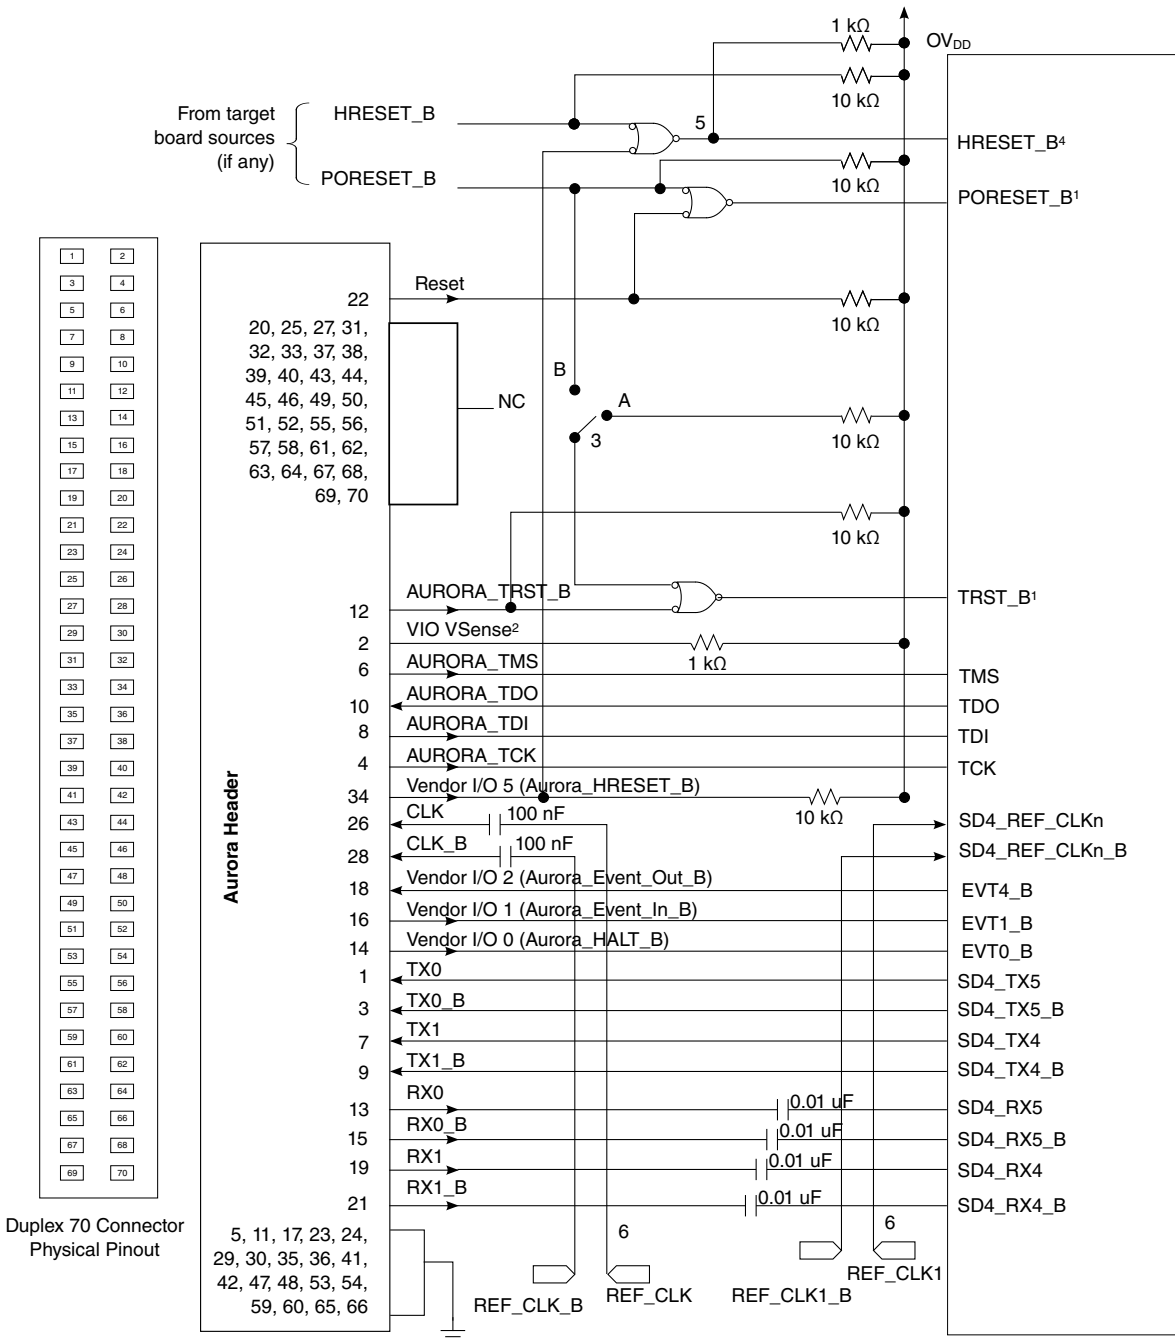 1 kΩ
OVDD
10 kΩ
From target
board sources
(if any)
HRESET_B
5
HRESET_B4
10 kΩ
PORESET_B
PORESET_B1
1 2
3 4
5 6
7 8
9 10
11 12
13 14
15 16
17 18
19 20
21 22
23 24
25 26
27 28
29 30
31 32
33 34
35 36
37 38
39 40
41 42
43 44
45 46
47 48
49 50
51 52
53 54
55 56
57 58
59 60
61 62
63 64
65 66
67 68
69 70
Duplex 70 Connector
Physical Pinout
Aurora Header
22 Reset
10 kΩ
20, 25, 27, 31,
32, 33, 37, 38,
39, 40, 43, 44,
45, 46, 49, 50,
51, 52, 55, 56,
57, 58, 61, 62,
63, 64, 67, 68,
69, 70
NC
B
A
3
10 kΩ
10 kΩ
12 AURORA_TRST_B TRST_B1
2 VIO VSense2 1 kΩ
6 AURORA_TMS TMS
10 AURORA_TDO TDO
8 AURORA_TDI TDI
4 AURORA_TCK TCK
34 Vendor I/O 5 (Aurora_HRESET_B) 10 kΩ
26 CLK 100 nF SD4_REF_CLKn
28 CLK_B 100 nF SD4_REF_CLKn_B
18 Vendor I/O 2 (Aurora_Event_Out_B) EVT4_B
16 Vendor I/O 1 (Aurora_Event_In_B) EVT1_B
14 Vendor I/O 0 (Aurora_HALT_B) EVT0_B
1 TX0 SD4_TX5
3 TX0_B SD4_TX5_B
7 TX1 SD4_TX4
9 TX1_B SD4_TX4_B
13 RX0 0.01 uF SD4_RX5
15 RX0_B 0.01 uF SD4_RX5_B
19 RX1 0.01 uF SD4_RX4
21 RX1_B 0.01 uF SD4_RX4_B
5, 11, 17, 23, 24,
29, 30, 35, 36, 41,
42, 47, 48, 53, 54,
59, 60, 65, 66
6
6
REF_CLK_B
REF_CLK
REF_CLK1_B
REF_CLK1